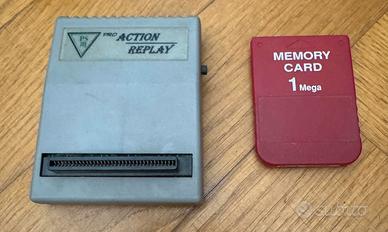 PRO ACTION
REPLAY
MEMORY
CARD
1 Mega
subito